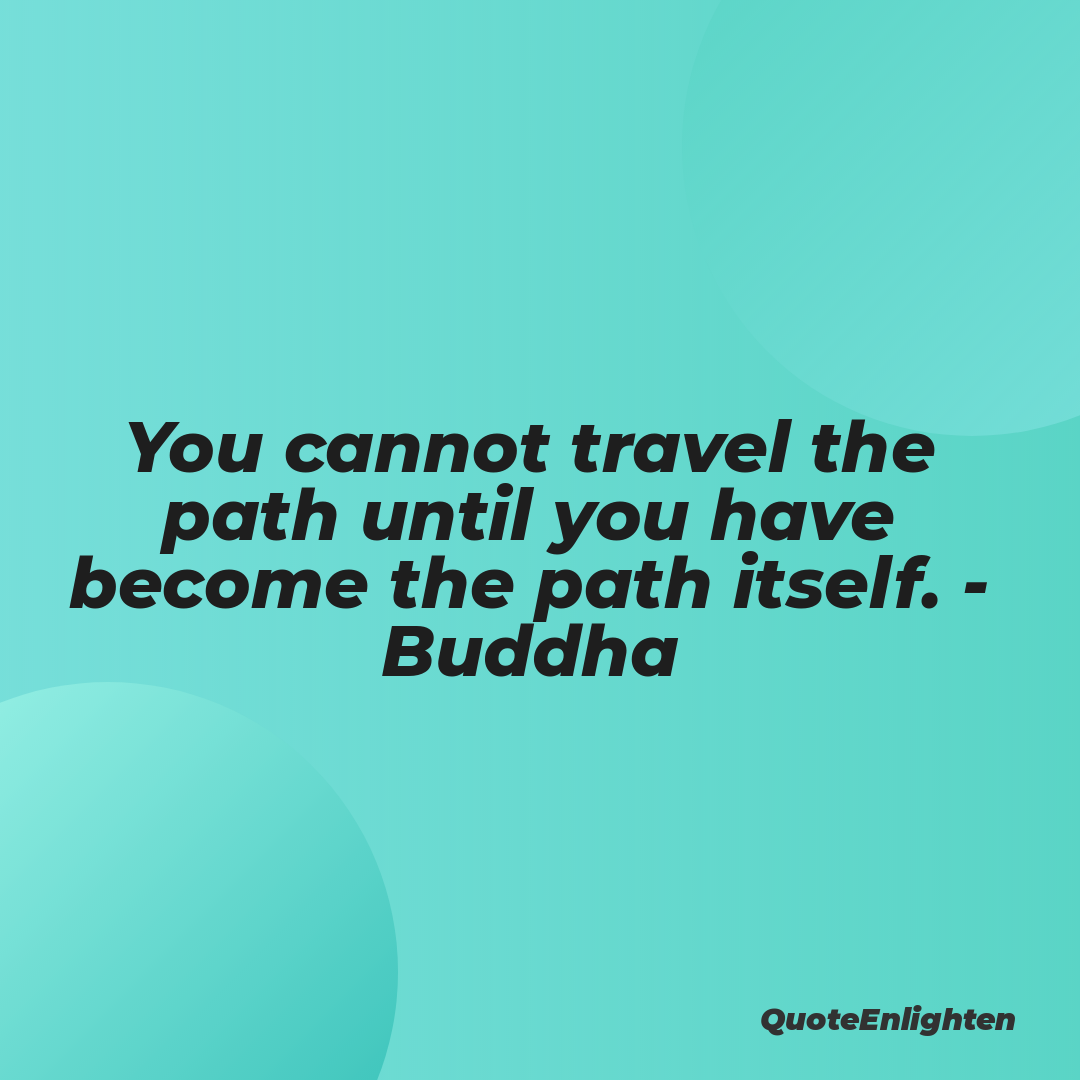 You cannot travel the
path until you have
become the path itself. -
Buddha
QuoteEnlighten